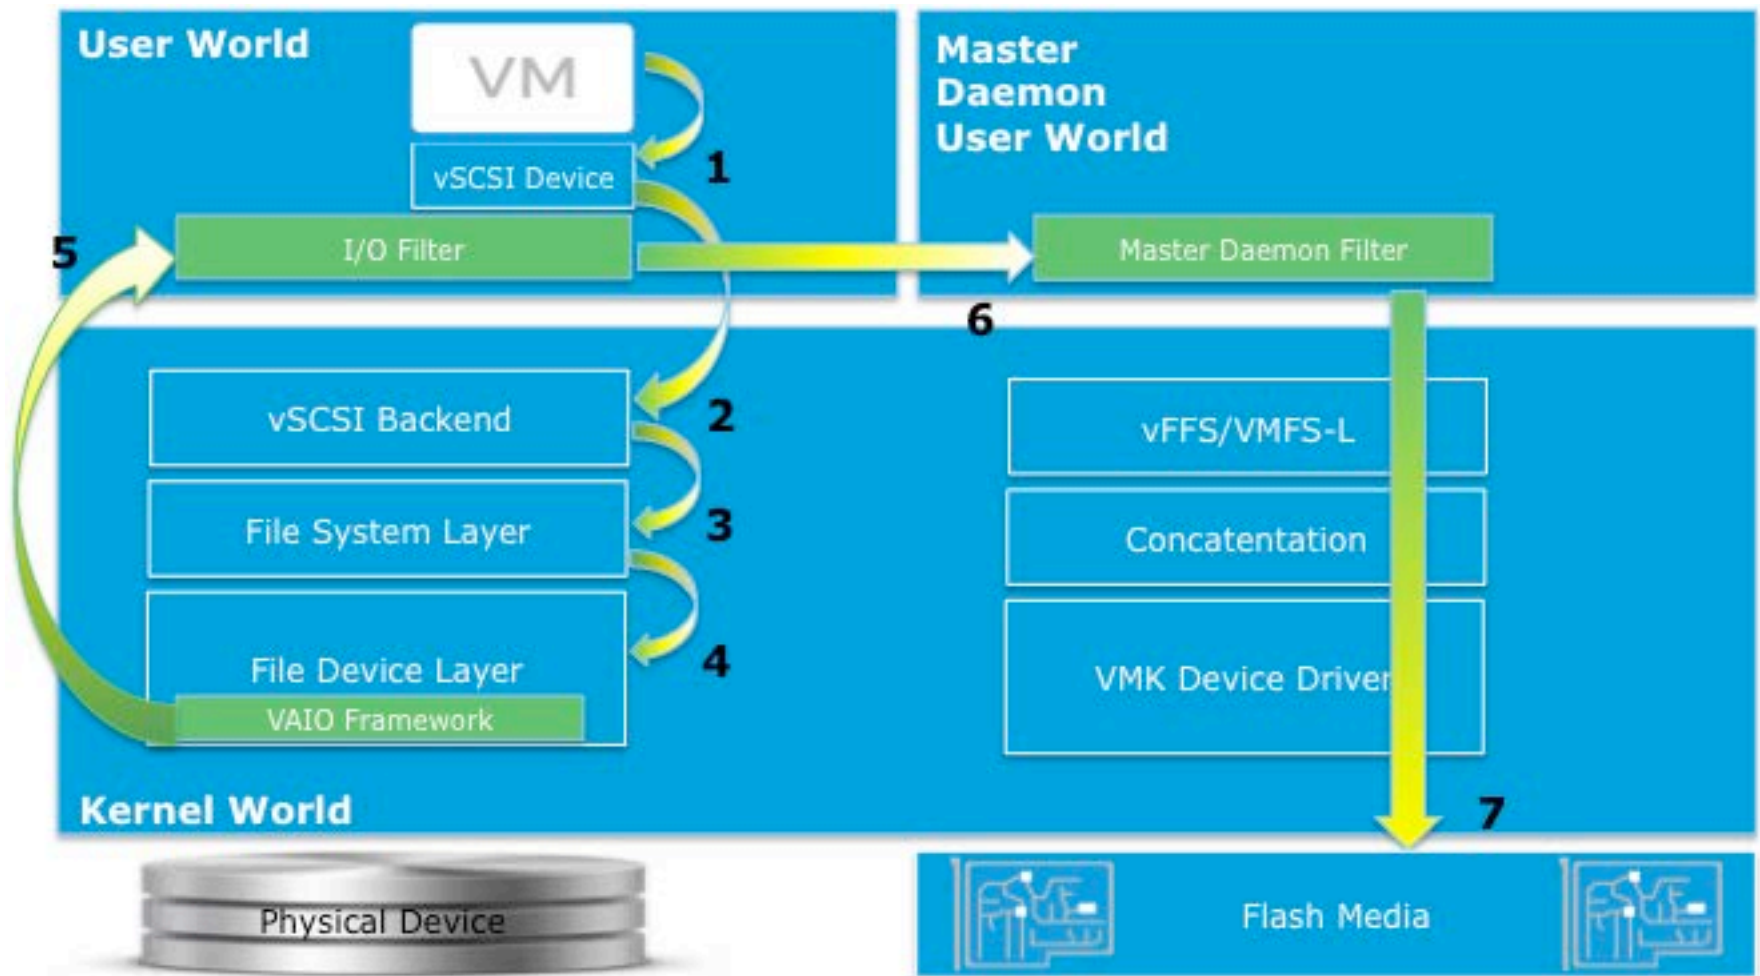 User World
VM
vSCSI Device
1
5
I/O Filter
Master
Daemon
User World
Master Daemon Filter
6
vSCSI Backend
2
File System Layer
3
File Device Layer
4
VAIO Framework
vFFS/VMFS-L
Concatentation
VMK Device Driver
Kernel World
7
Physical Device
Flash Media